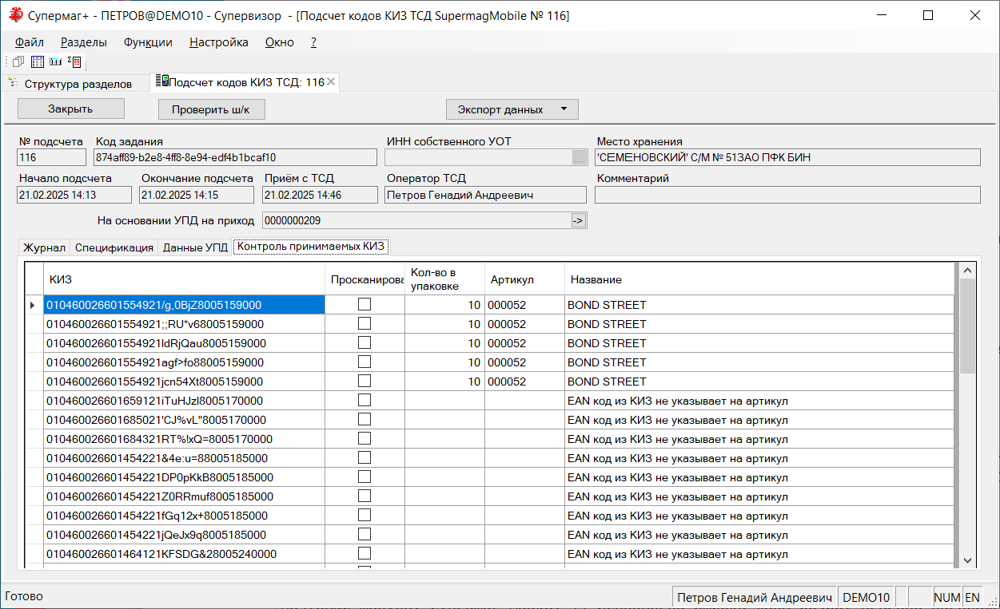 Супермаг+ - ПЕТРОВ@DEMO10 - Супервизор - [Подсчет кодов КИЗ ТСД SupermagMobile № 116]
Файл Разделы Функции Настройка Окно ?
Структура разделов Подсчет кодов КИЗ ТСД: 116
Закрыть Проверить ш/к Экспорт данных
№ подсчета Код задания ИНН собственного УОТ Место хранения
116 874aff89-b2e8-4ff8-8e94-edf4b1bcaf10 ... 'СЕМЕНОВСКИЙ' С/М № 51ЗАО ПФК БИН
Начало подсчета Окончание подсчета Приём с ТСД Оператор ТСД Комментарий
21.02.2025 14:13 21.02.2025 14:15 21.02.2025 14:46 Петров Генадий Андреевич
На основании УПД на приход 0000000209 ->
Журнал Спецификация Данные УПД Контроль принимаемых КИЗ
КИЗ Просканирова Кол-во в упаковке Артикул Название
010460026601554921/g,0BjZ8005159000 10 000052 BOND STREET
010460026601554921;;RU*v68005159000 10 000052 BOND STREET
010460026601554921ldRjQau8005159000 10 000052 BOND STREET
010460026601554921agf>fo88005159000 10 000052 BOND STREET
010460026601554921jcn54Xt8005159000 10 000052 BOND STREET
010460026601659121iTuHJzl8005170000 EAN код из КИЗ не указывает на артикул
010460026601685021'CJ%vL"8005170000 EAN код из КИЗ не указывает на артикул
010460026601684321RT%!xQ=8005170000 EAN код из КИЗ не указывает на артикул
010460026601454221&4e:u=88005185000 EAN код из КИЗ не указывает на артикул
010460026601454221DP0pKkB8005185000 EAN код из КИЗ не указывает на артикул
010460026601454221Z0RRmuf8005185000 EAN код из КИЗ не указывает на артикул
010460026601454221fGq12x+8005185000 EAN код из КИЗ не указывает на артикул
010460026601454221jQeJx9q8005185000 EAN код из КИЗ не указывает на артикул
010460026601464121KFSDG&28005240000 EAN код из КИЗ не указывает на артикул
Готово Петров Генадий Андреевич DEMO10 NUM EN